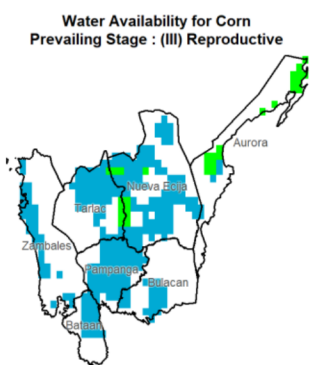 Water Availability for Corn
Prevailing Stage : (III) Reproductive
Aurora
Nueva Ecija
Tarlac
Zambales
Pampanga
Bulacan
Bataan